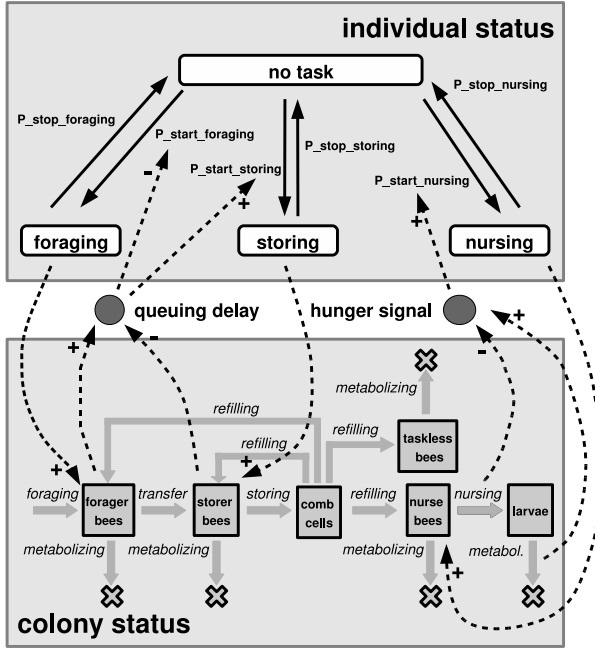 individual status
no task
P_stop_foraging
P_stop_nursing
P_start_foraging
P_stop_storing
P_start_storing
P_start_nursing
-
+
+
foraging
storing
nursing
queuing delay
hunger signal
+
+
-
-
metabolizing
refilling
refilling
taskless
bees
refilling
+
+
foraging
forager
bees
transfer
storer
bees
storing
comb
cells
refilling
nurse
bees
nursing
larvae
metabolizing
metabolizing
metabolizing
metabol.
+
colony status